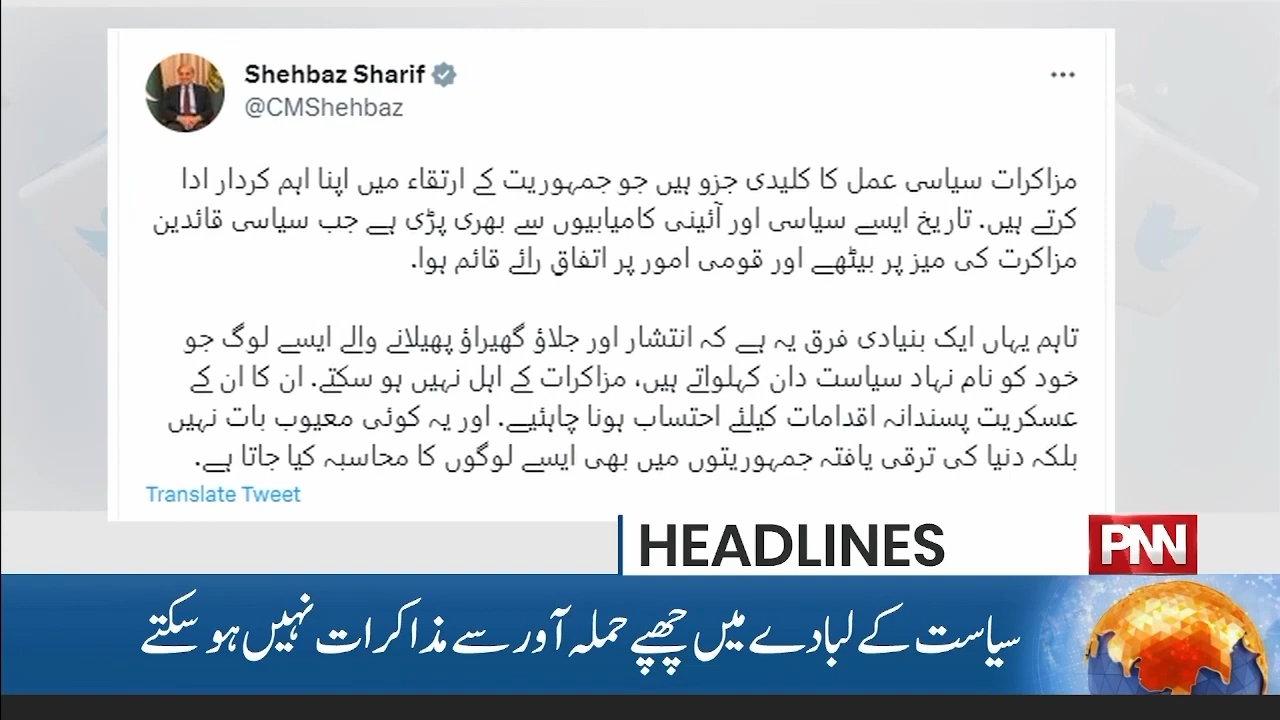 Shehbaz Sharif
@CMShehbaz
مزاکرات سیاسی عمل کا کلیدی جزو ہیں جو جمہوریت کے ارتقاء میں اپنا اہم کردار ادا
کرتے ہیں. تاریخ ایسے سیاسی اور آئینی کامیابیوں سے بھری پڑی ہے جب سیاسی قائدین
مزاکرت کی میز پر بیٹھے اور قومی امور پر اتفاق رائے قائم ہوا.
تاہم یہاں ایک بنیادی فرق یہ ہے کہ انتشار اور جلاؤ گھیراؤ پھیلانے والے ایسے لوگ جو
خود کو نام نہاد سیاست دان کہلواتے ہیں، مزاکرات کے اہل نہیں ہو سکتے. ان کا ان کے
عسکریت پسندانہ اقدامات کیلئے احتساب ہونا چاہئیے. اور یہ کوئی معیوب بات نہیں
بلکہ دنیا کی ترقی یافتہ جمہوریتوں میں بھی ایسے لوگوں کا محاسبہ کیا جاتا ہے.
Translate Tweet
HEADLINES
PNN
سیاست کے لبادے میں چھپے حملہ آور سے مذاکرات نہیں ہو سکتے